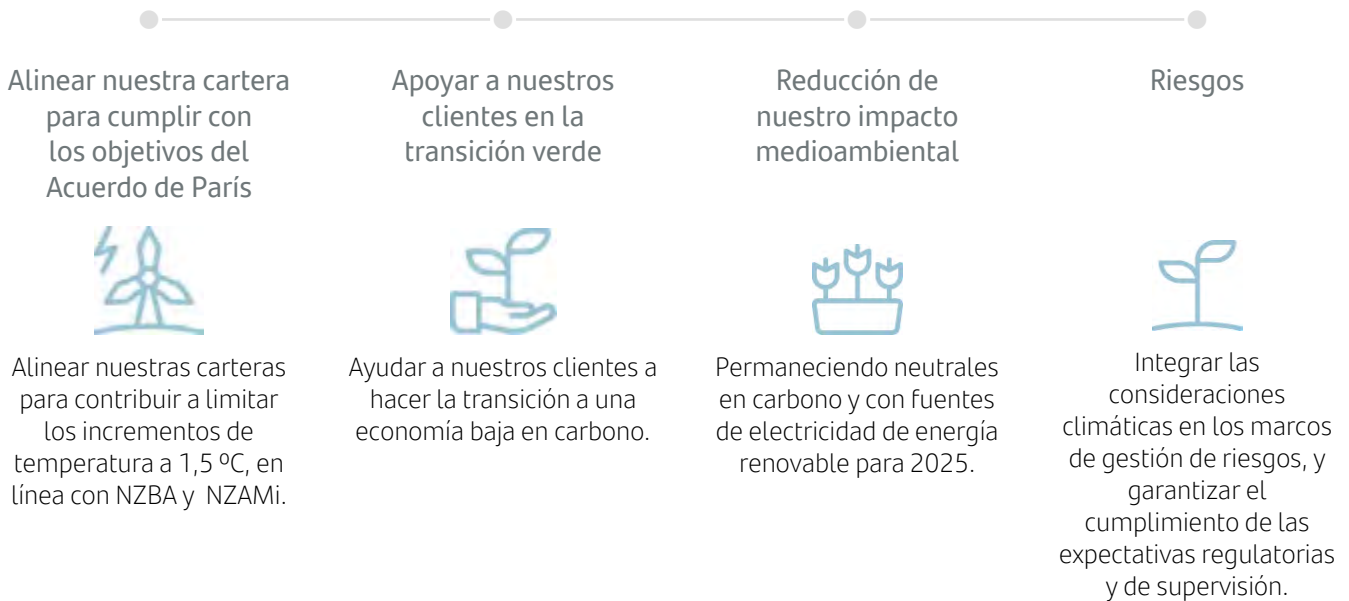 Alinear nuestra cartera
para cumplir con
los objetivos del
Acuerdo de París
Alinear nuestras carteras
para contribuir a limitar
los incrementos de
temperatura a 1,5 ºC, en
línea con NZBA y NZAMi.
Apoyar a nuestros
clientes en la
transición verde
Ayudar a nuestros clientes a
hacer la transición a una
economía baja en carbono.
Reducción de
nuestro impacto
medioambiental
Permaneciendo neutrales
en carbono y con fuentes
de electricidad de energía
renovable para 2025.
Riesgos
Integrar las
consideraciones
climáticas en los marcos
de gestión de riesgos, y
garantizar el
cumplimiento de las
expectativas regulatorias
y de supervisión.